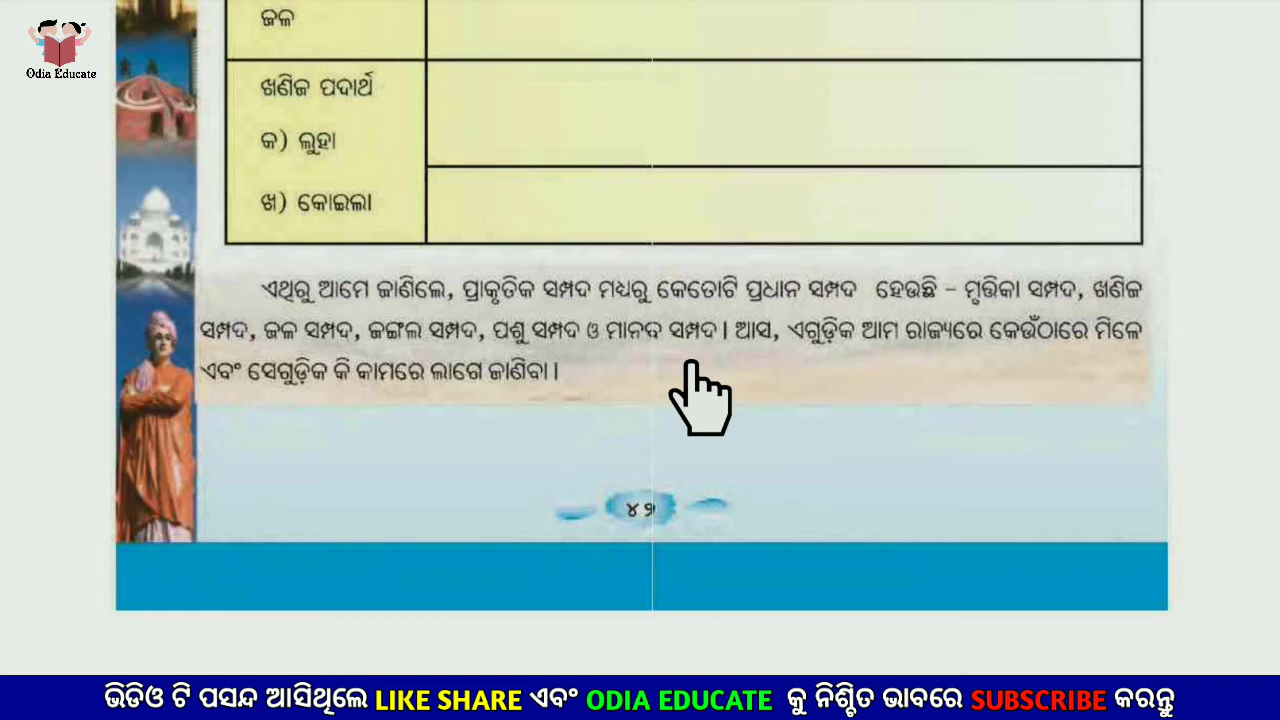 Odia Educate
ଜଳ
ଖଣିଜ ପଦାର୍ଥ
କ) ଲୁହା
ଖ) କୋଇଲା
ଏଥିରୁ ଆମେ ଜାଣିଲେ, ପ୍ରାକୃତିକ ସମ୍ପଦ ମଧ୍ୟରୁ କେତୋଟି ପ୍ରଧାନ ସମ୍ପଦ ହେଉଛି – ମୃତ୍ତିକା ସମ୍ପଦ, ଖଣିଜ
ସମ୍ପଦ, ଜଳ ସମ୍ପଦ, ଜଙ୍ଗଲ ସମ୍ପଦ, ପଶୁ ସମ୍ପଦ ଓ ମାନବ ସମ୍ପଦ। ଆସ, ଏଗୁଡ଼ିକ ଆମ ରାଜ୍ୟରେ କେଉଁଠାରେ ମିଳେ
ଏବଂ ସେଗୁଡ଼ିକ କି କାମରେ ଲାଗେ ଜାଣିବା।
୪୨
ଭିଡିଓ ଟି ପସନ୍ଦ ଆସିଥିଲେ LIKE SHARE ଏବଂ ODIA EDUCATE କୁ ନିଶ୍ଚିତ ଭାବରେ SUBSCRIBE କରନ୍ତୁ